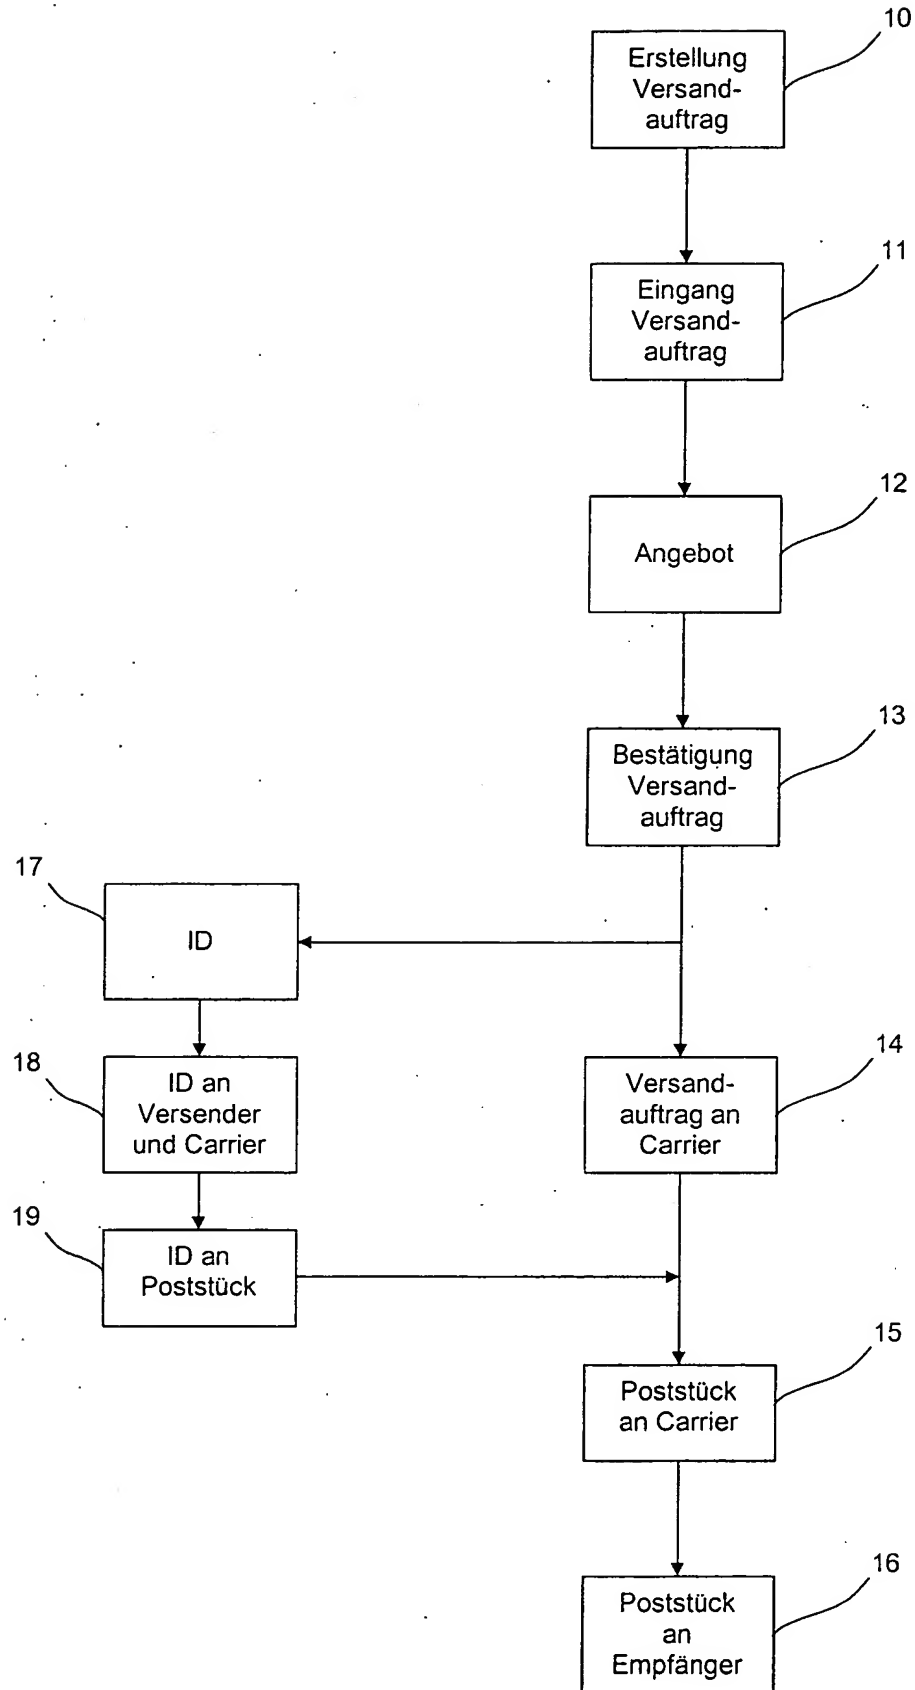 10
Erstellung
Versand-
auftrag
11
Eingang
Versand-
auftrag
12
Angebot
13
Bestätigung
Versand-
auftrag
17
ID
18
ID an
Versender
und Carrier
14
Versand-
auftrag an
Carrier
19
ID an
Poststück
15
Poststück
an Carrier
16
Poststück
an
Empfänger